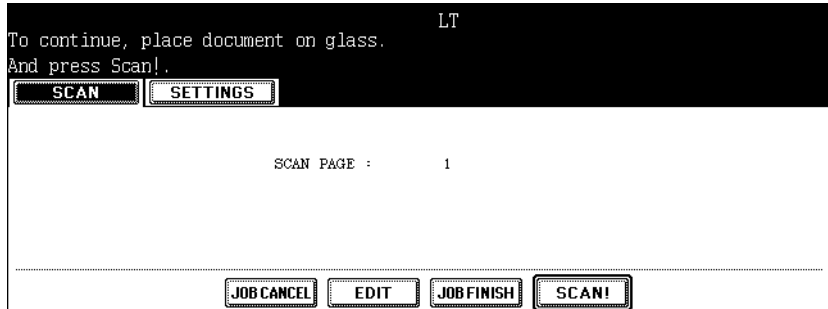 LT
To continue, place document on glass.
And press Scan!.
SCAN SETTINGS
SCAN PAGE : 1
JOB CANCEL EDIT JOB FINISH SCAN!